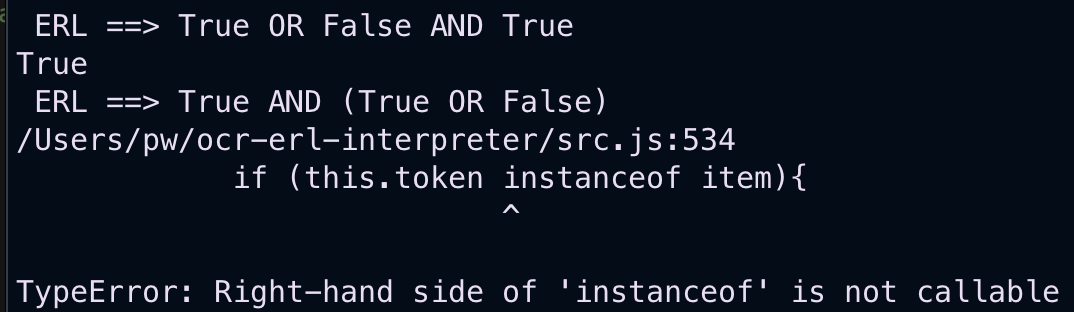 ERL ==> True OR False AND True
True
ERL ==> True AND (True OR False)
/Users/pw/ocr-erl-interpreter/src.js:534
if (this.token instanceof item){
^
TypeError: Right-hand side of 'instanceof' is not callable